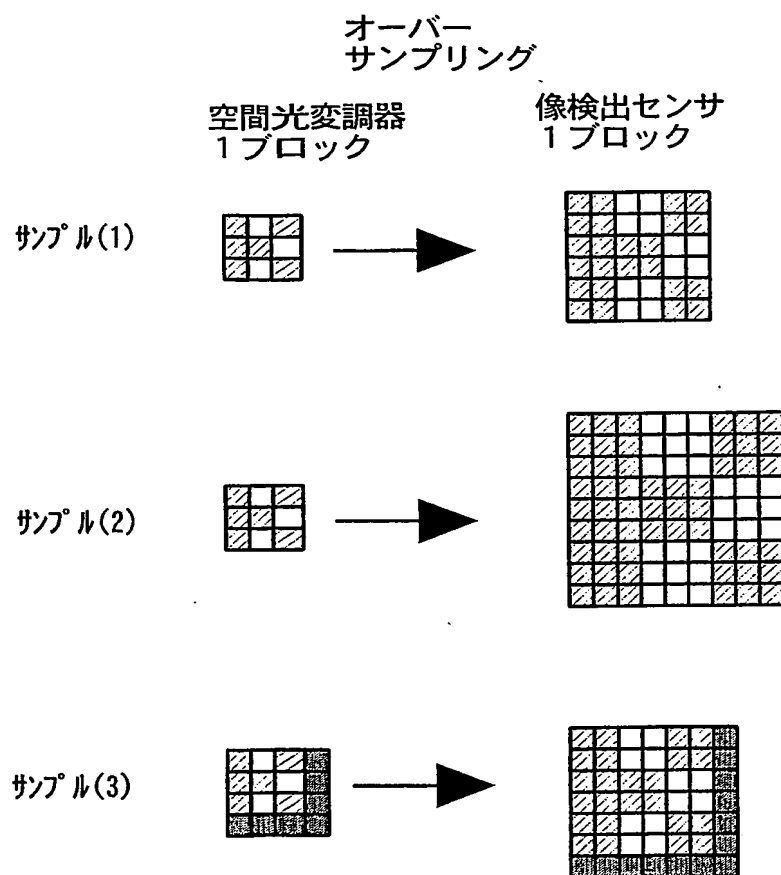 オーバー
サンプリング
空間光変調器
1ブロック
像検出センサ
1ブロック
サンプル(1)
サンプル(2)
サンプル(3)